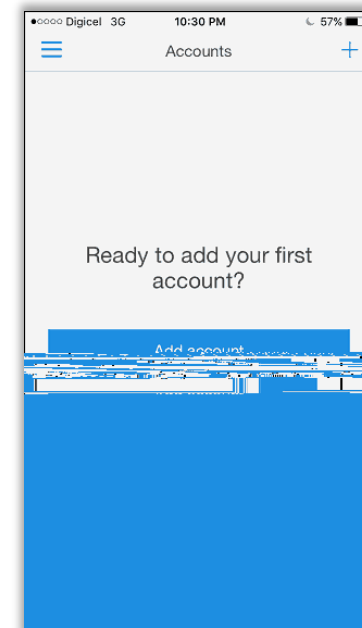 Digicel 3G 10:30 PM 57%
Accounts
Ready to add your first
account?
Add account